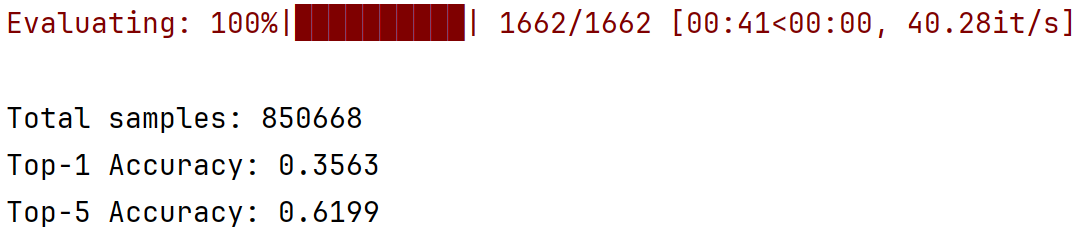 Evaluating: 100%|██████████| 1662/1662 [00:41<00:00, 40.28it/s]
Total samples: 850668
Top-1 Accuracy: 0.3563
Top-5 Accuracy: 0.6199